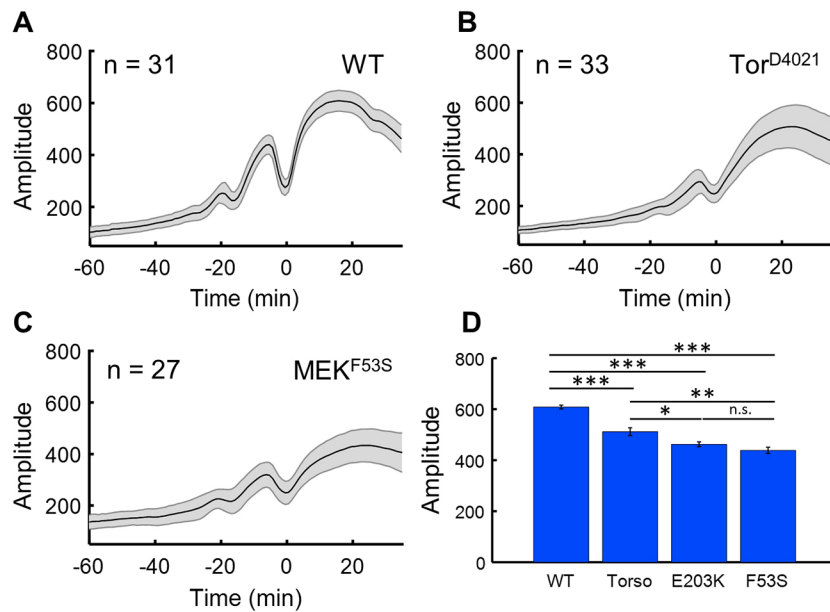 A
n = 31
WT
Amplitude
800
600
400
200
-60
-40
-20
0
20
Time (min)
B
n = 33
Tor^D4021
Amplitude
800
600
400
200
-60
-40
-20
0
20
Time (min)
C
n = 27
MEK^F53S
Amplitude
800
600
400
200
-60
-40
-20
0
20
Time (min)
D
Amplitude
800
600
400
200
0
***
***
***
**
*
n.s.
WT
Torso
E203K
F53S